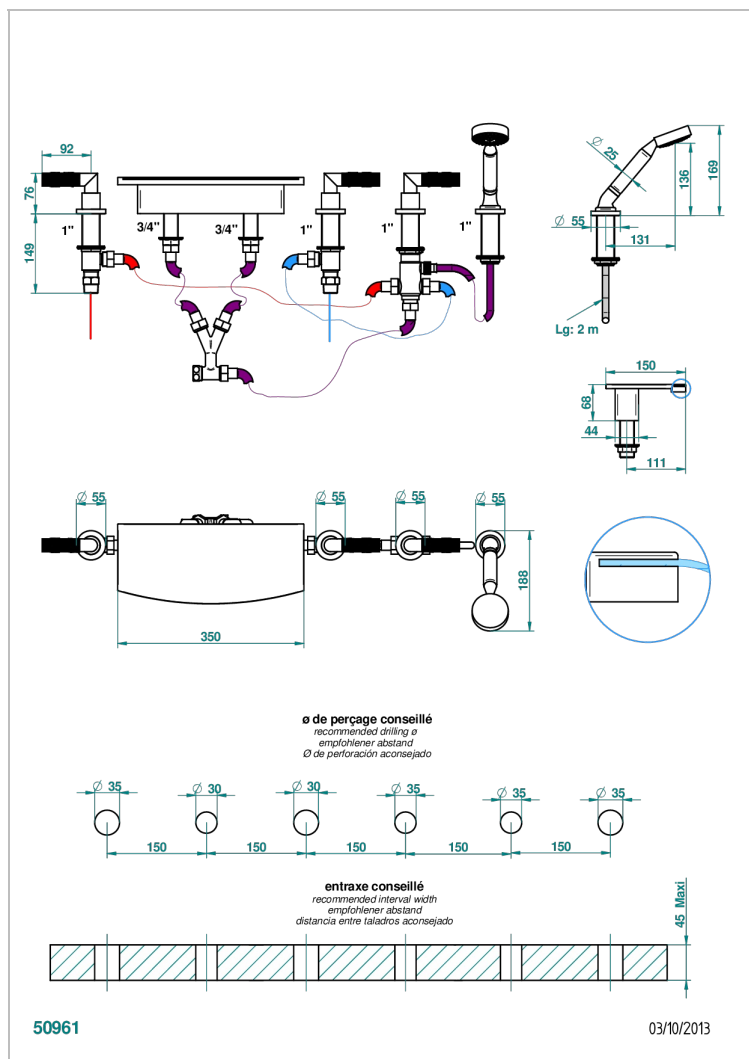 92
76
149
1"
3/4"
3/4"
1"
1"
1"
Ø 25
136
169
Ø 55
131
Lg: 2 m
150
68
44
111
Ø 55
Ø 55
Ø 55
Ø 55
188
350
ø de perçage conseillé
recommended drilling ø
empfohlener abstand
Ø de perforación aconsejado
Ø 35
Ø 30
Ø 30
Ø 35
Ø 35
Ø 35
150
150
150
150
150
entraxe conseillé
recommended interval width
empfohlener abstand
distancia entre taladros aconsejado
45 Maxi
50961
03/10/2013